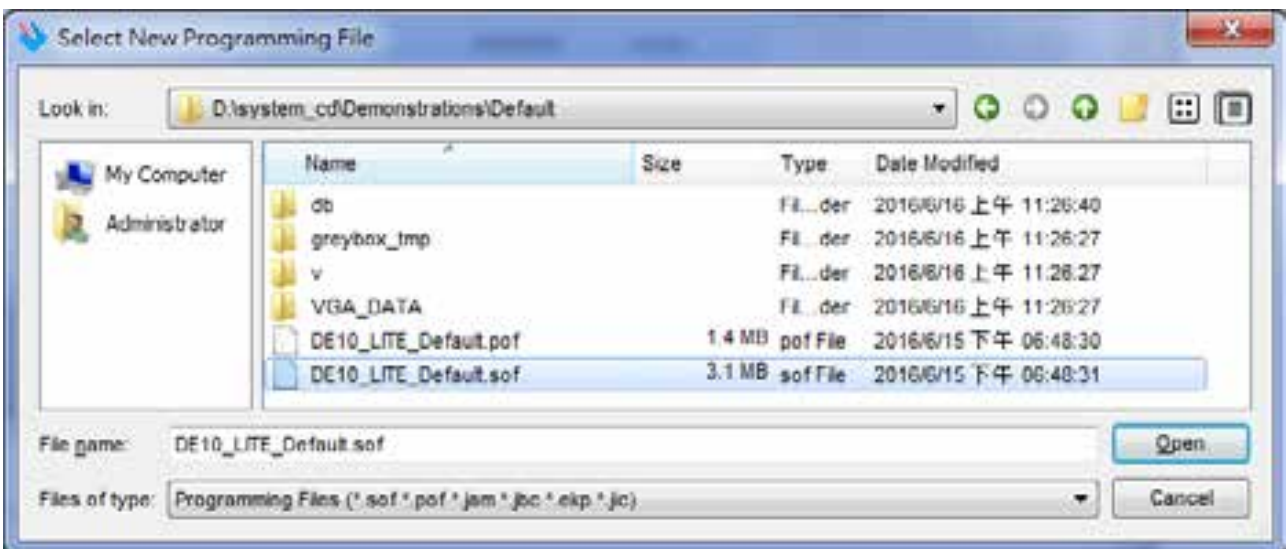 Select New Programming File
Look in: D:\system_cd\Demonstrations\Default
My Computer
Administrator
Name Size Type Date Modified
db Fil...der 2016/6/16 上午 11:26:40
greybox_tmp Fil...der 2016/6/16 上午 11:26:27
v Fil...der 2016/6/16 上午 11:26:27
VGA_DATA Fil...der 2016/6/16 上午 11:26:27
DE10_LITE_Default.pof 1.4 MB pof File 2016/6/15 下午 06:48:30
DE10_LITE_Default.sof 3.1 MB sof File 2016/6/15 下午 06:48:31
File name: DE10_LITE_Default.sof Open
Files of type: Programming Files (*.sof *.pof *.jam *.jbc *.ekp *.jic) Cancel